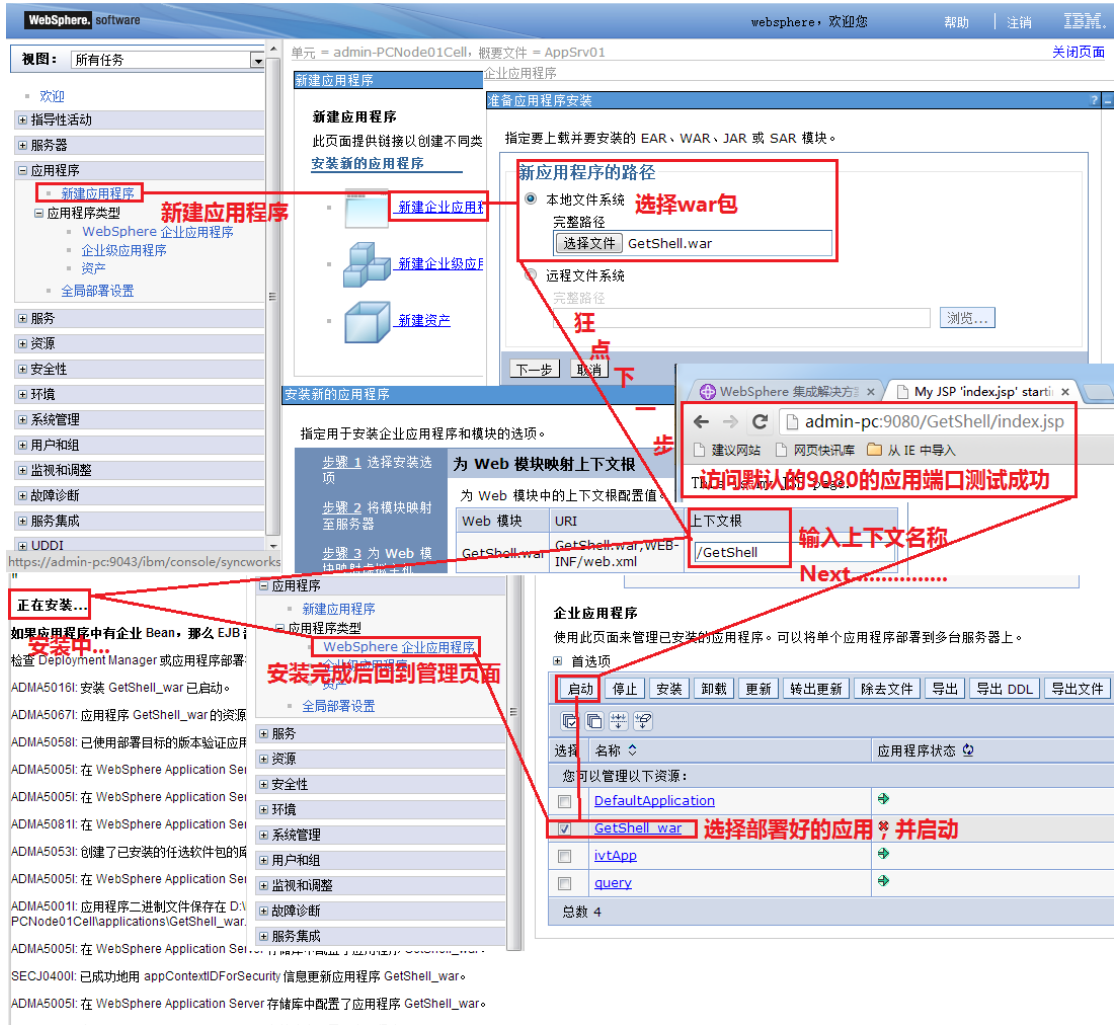 WebSphere. software
websphere，欢迎您
帮助
注销
IBM.
视图：
所有任务
欢迎
指导性活动
服务器
应用程序
新建应用程序
应用程序类型
WebSphere 企业应用程序
企业级应用程序
资产
全局部署设置
服务
资源
安全性
环境
系统管理
用户和组
监视和调整
故障诊断
服务集成
UDDI
https://admin-pc:9043/ibm/console/syncworks
新建应用程序
单元 = admin-PCNode01Cell，概要文件 = AppSrv01
关闭页面
新建应用程序
新建应用程序
此页面提供链接以创建不同类
安装新的应用程序
新建企业应用程
新建企业级应用
新建资产
企业应用程序
准备应用程序安装
?
指定要上载并要安装的 EAR、WAR、JAR 或 SAR 模块。
新应用程序的路径
本地文件系统
选择war包
完整路径
选择文件 GetShell.war
远程文件系统
完整路径
浏览...
下一步
取消
狂
点
下
一
步
安装新的应用程序
指定用于安装企业应用程序和模块的选项。
步骤 1 选择安装选
项
步骤 2 将模块映射
至服务器
步骤 3 为 Web 模
块映射虚拟主机
为 Web 模块映射上下文根
为 Web 模块中的上下文根配置值。
Web 模块
URI
上下文根
GetShell.war
GetShell.war,WEB-
INF/web.xml
/GetShell
输入上下文名称
Next...............
WebSphere 集成解决方
My JSP 'index.jsp' starti
admin-pc:9080/GetShell/index.jsp
建议网站
网页快讯库
从 IE 中导入
This is my JSP page.
访问默认的9080的应用端口测试成功
"
正在安装...
如果应用程序中有企业 Bean，那么 EJB
安装中...
检查 Deployment Manager 或应用程序部署
ADMA5016I: 安装 GetShell_war 已启动。
ADMA5067I: 应用程序 GetShell_war 的资源
ADMA5058I: 已使用部署目标的版本验证应用
ADMA5005I: 在 WebSphere Application Ser
ADMA5005I: 在 WebSphere Application Ser
ADMA5081I: 在 WebSphere Application Ser
ADMA5053I: 创建了已安装的任选软件包的库
ADMA5005I: 在 WebSphere Application Ser
ADMA5001I: 应用程序二进制文件保存在 D:\
PCNode01Cell\applications\GetShell_war.
ADMA5005I: 在 WebSphere Application Server 存储库中配置了应用程序 GetShell_war。
SECJ0400I: 已成功地用 appContextIDForSecurity 信息更新应用程序 GetShell_war。
ADMA5005I: 在 WebSphere Application Server 存储库中配置了应用程序 GetShell_war。
应用程序
新建应用程序
应用程序类型
WebSphere 企业应用程序
企业级应用程序
安装完成后回到管理页面
资产
全局部署设置
服务
资源
安全性
环境
系统管理
用户和组
监视和调整
故障诊断
服务集成
企业应用程序
使用此页面来管理已安装的应用程序。可以将单个应用程序部署到多台服务器上。
首选项
启动
停止
安装
卸载
更新
转出更新
除去文件
导出
导出 DDL
导出文件
选择
名称
应用程序状态
您可以管理以下资源：
DefaultApplication
GetShell_war
选择部署好的应用，并启动
ivtApp
query
总数 4